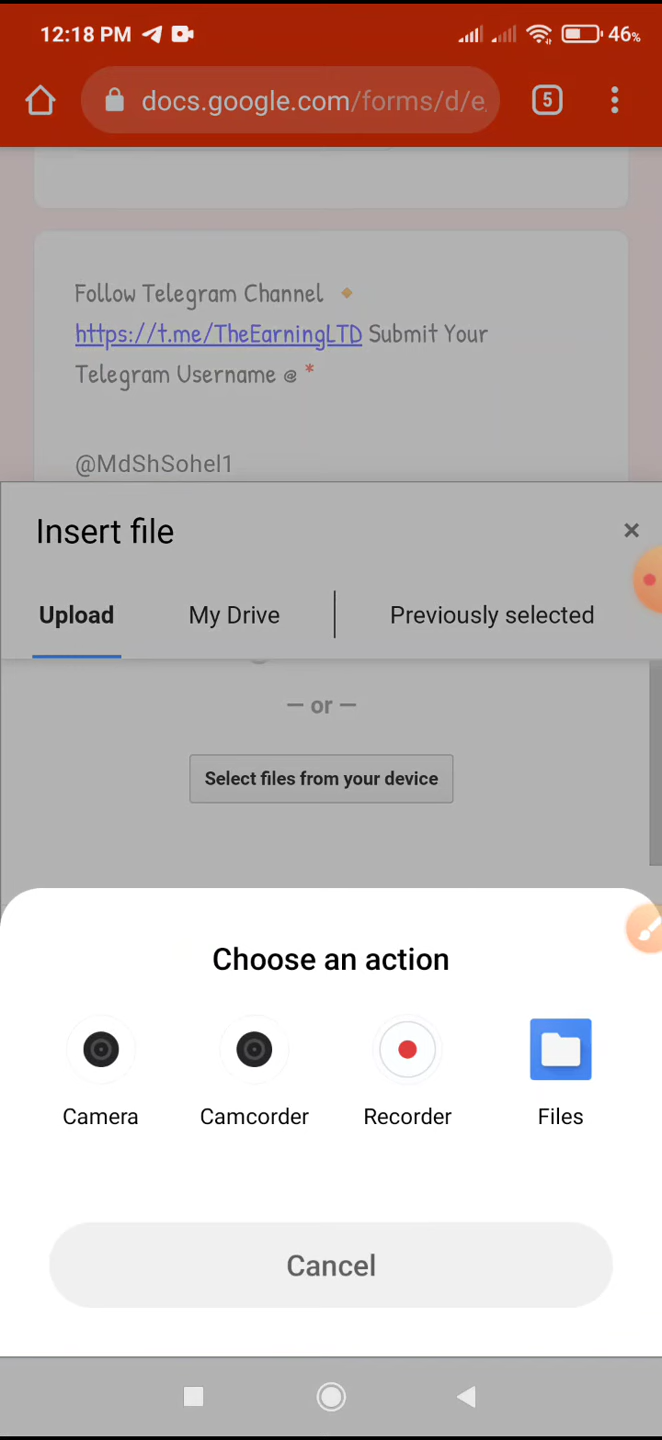 12:18 PM
46%
docs.google.com/forms/d/e
5
Follow Telegram Channel 🔸
https://t.me/TheEarningLTD Submit Your
Telegram Username @ *
@MdShSohel1
Insert file
×
Upload
My Drive
Previously selected
— or —
Select files from your device
Choose an action
Camera
Camcorder
Recorder
Files
Cancel